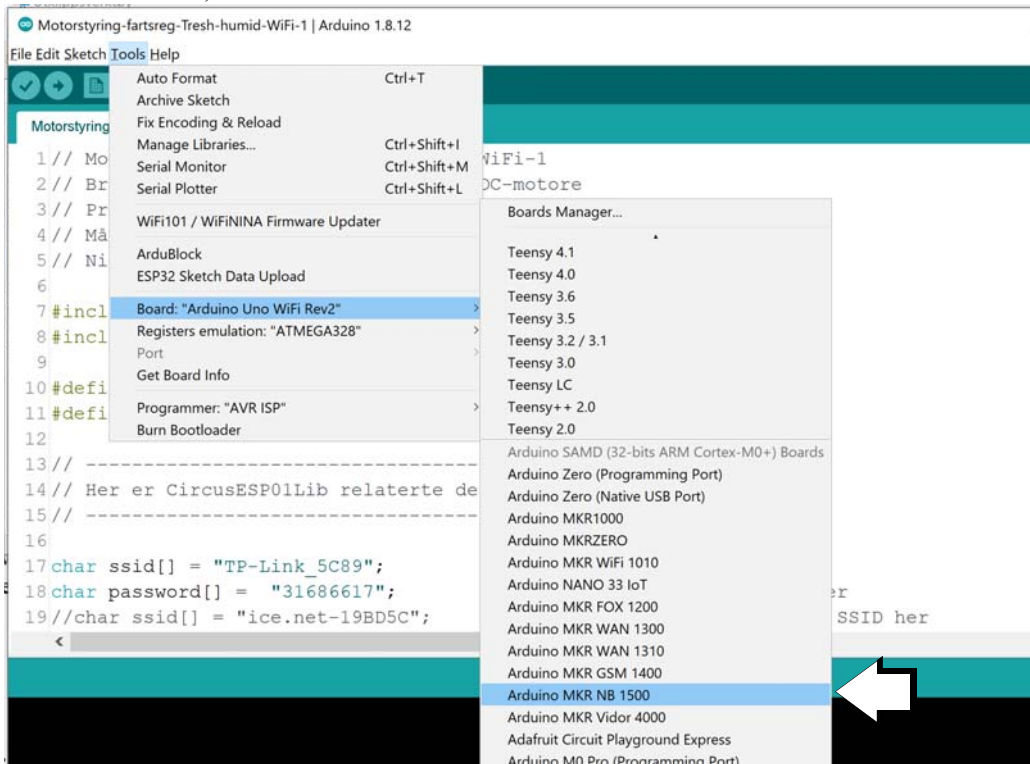 Motorstyring-fartsreg-Tresh-humid-WiFi-1 | Arduino 1.8.12
File Edit Sketch Tools Help
Auto Format Ctrl+T
Archive Sketch
Fix Encoding & Reload
Manage Libraries... Ctrl+Shift+I
Serial Monitor Ctrl+Shift+M
Serial Plotter Ctrl+Shift+L
WiFi101 / WiFiNINA Firmware Updater
ArduBlock
ESP32 Sketch Data Upload
Board: "Arduino Uno WiFi Rev2"
Registers emulation: "ATMEGA328"
Port
Get Board Info
Programmer: "AVR ISP"
Burn Bootloader
Boards Manager...
Teensy 4.1
Teensy 4.0
Teensy 3.6
Teensy 3.5
Teensy 3.2 / 3.1
Teensy 3.0
Teensy LC
Teensy++ 2.0
Teensy 2.0
Arduino SAMD (32-bits ARM Cortex-M0+) Boards
Arduino Zero (Programming Port)
Arduino Zero (Native USB Port)
Arduino MKR1000
Arduino MKRZERO
Arduino MKR WiFi 1010
Arduino NANO 33 IoT
Arduino MKR FOX 1200
Arduino MKR WAN 1300
Arduino MKR WAN 1310
Arduino MKR GSM 1400
Arduino MKR NB 1500
Arduino MKR Vidor 4000
Adafruit Circuit Playground Express
Arduino M0 Pro (Programming Port)
Motorstyring
1 // Mo WiFi-1
2 // Br DC-motore
3 // Pr
4 // Må
5 // Ni
6
7 #incl
8 #incl
9
10 #defi
11 #defi
12
13 // --------------------------------
14 // Her er CircusESP01Lib relaterte de
15 // --------------------------------
16
17 char ssid[] = "TP-Link_5C89";
18 char password[] = "31686617"; er
19 //char ssid[] = "ice.net-19BD5C"; SSID her